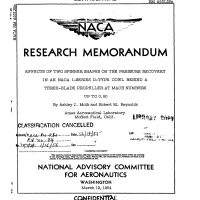 NACA
RESEARCH MEMORANDUM
EFFECTS OF TWO SPINNER SHAPES ON THE PRESSURE RECOVERY
IN AN NACA 1-SERIES D-TYPE COWL BEHIND A
THREE-BLADE PROPELLER AT MACH NUMBERS
UP TO 0.80
By Ashley J. Molk and Robert M. Reynolds
Ames Aeronautical Laboratory
Moffett Field, Calif.
CLASSIFICATION CANCELLED
NATIONAL ADVISORY COMMITTEE
FOR AERONAUTICS
WASHINGTON
March 19, 1954
CONFIDENTIAL